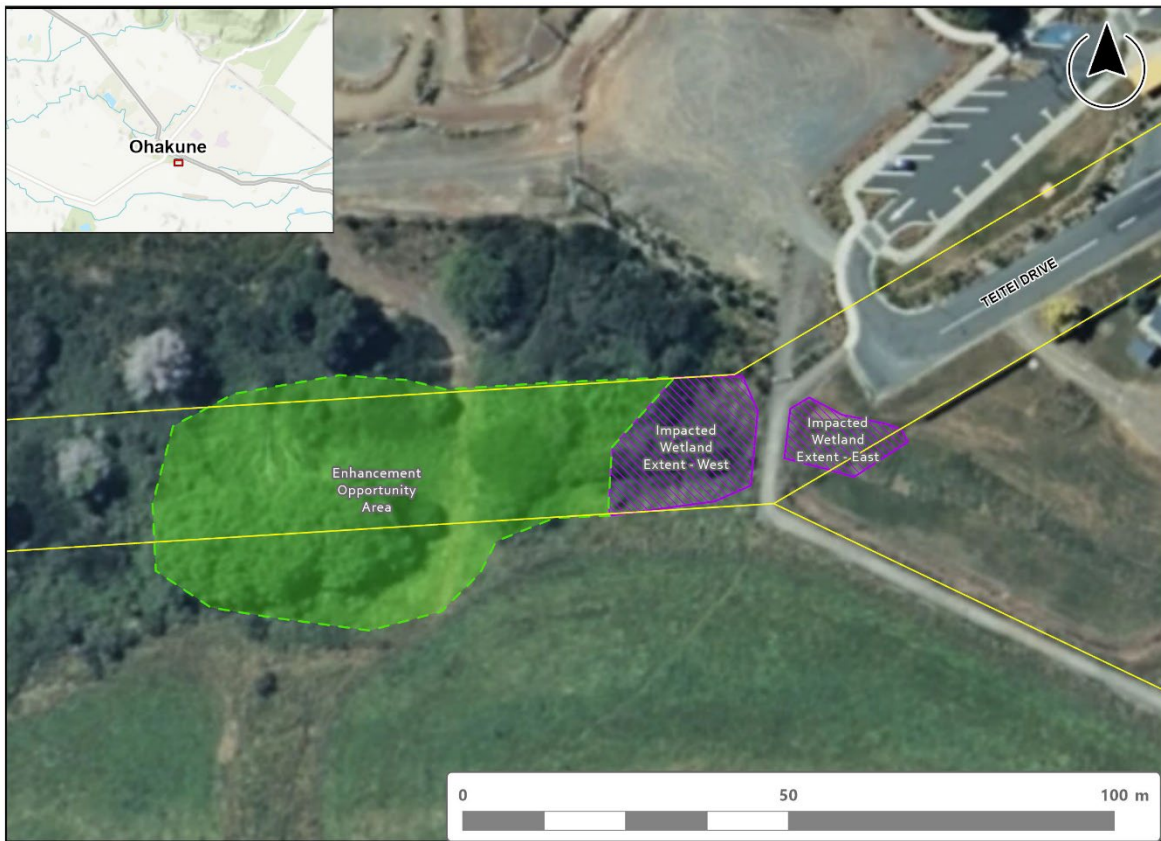 Ohakune
TEITEI DRIVE
Impacted
Wetland
Extent - West
Impacted
Wetland
Extent - East
Enhancement
Opportunity
Area
0 50 100 m